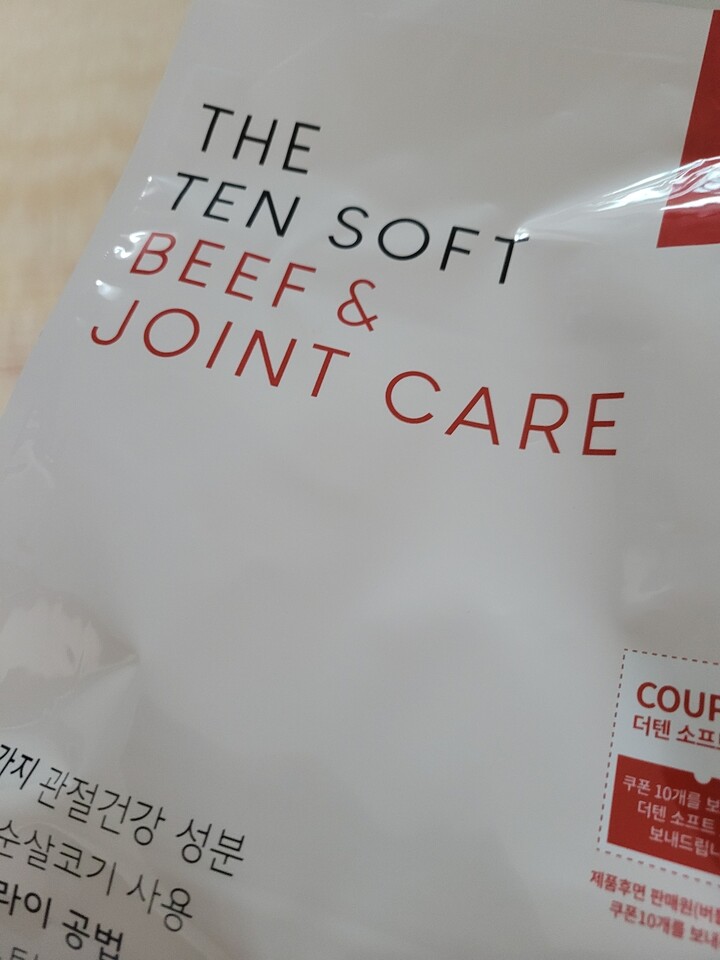 THE
TEN SOFT
BEEF &
JOINT CARE
COUP
더텐 소프
쿠폰 10개를 보
더텐 소프트
보내드립니
제품후면 판매원(버
쿠폰10개를 보내
가지 관절건강 성분
순살코기 사용
라이 공법